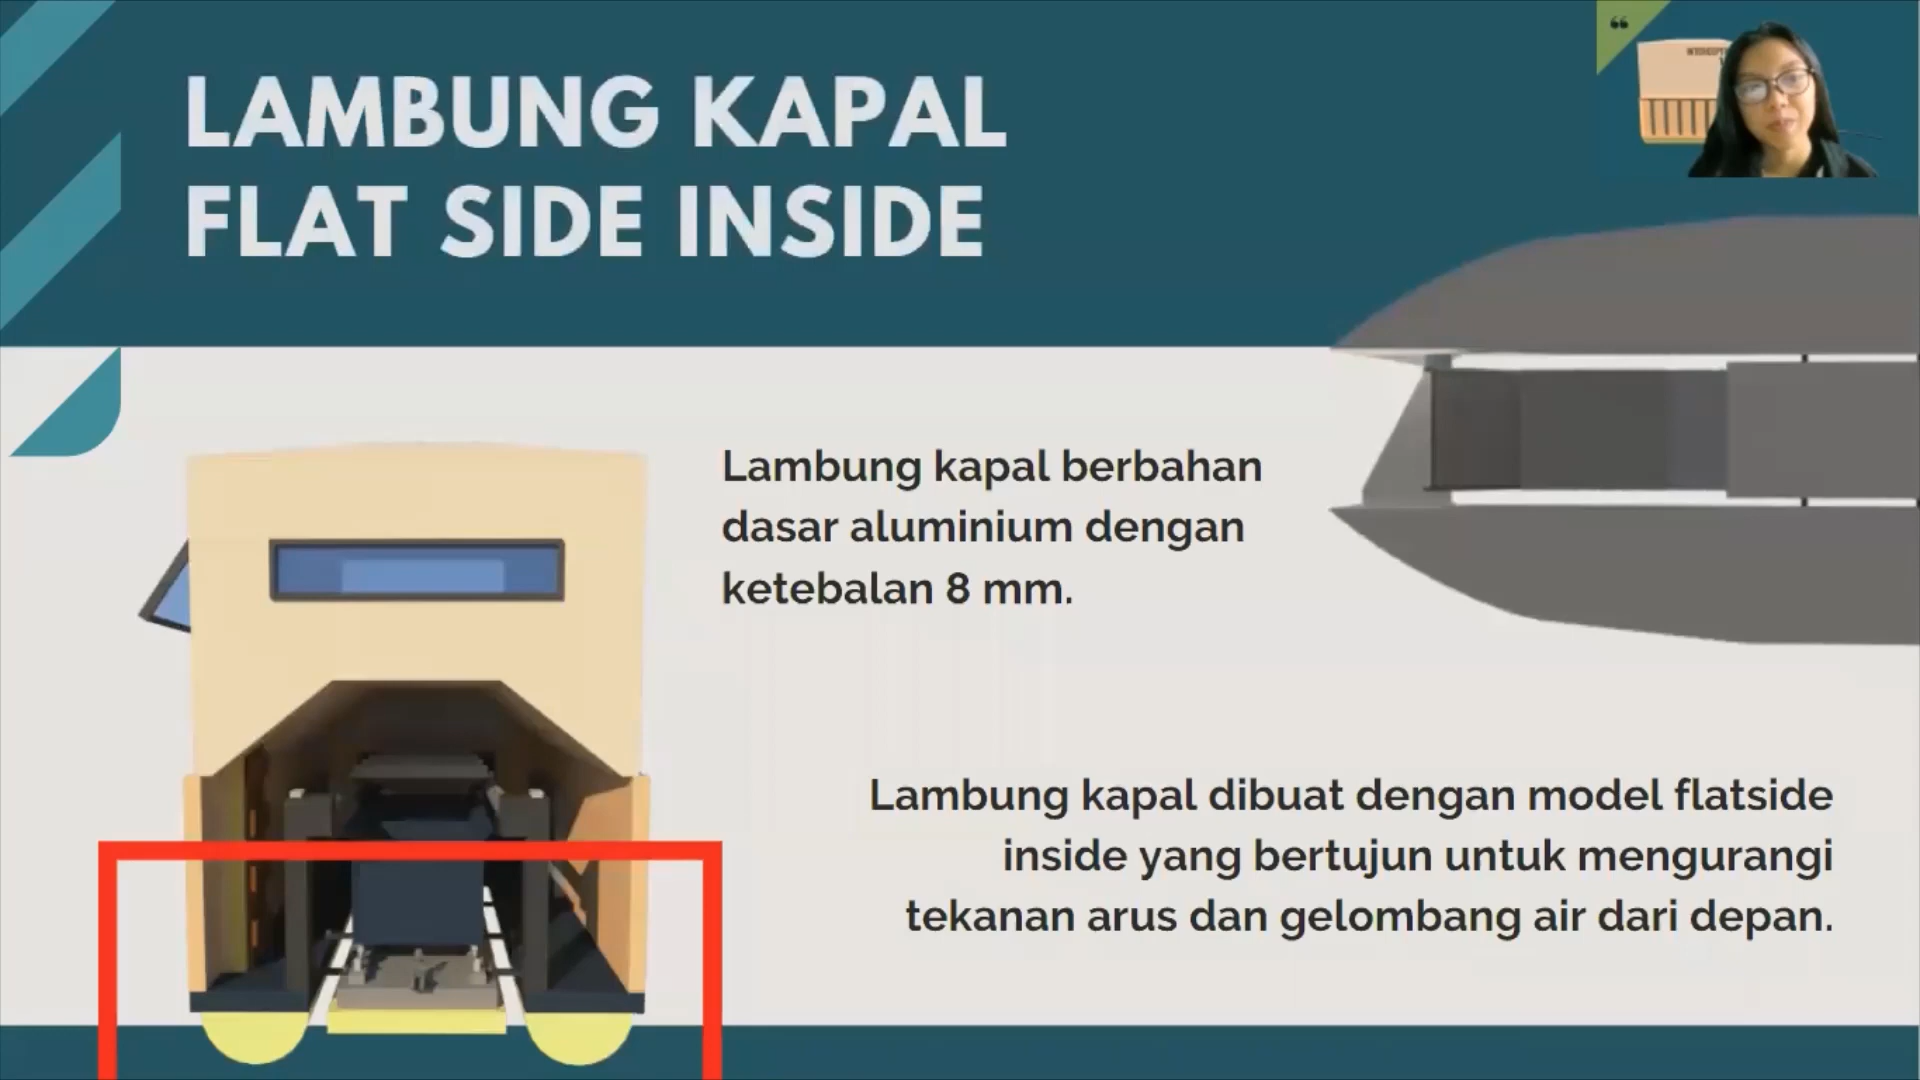 LAMBUNG KAPAL
FLAT SIDE INSIDE
Lambung kapal berbahan
dasar aluminium dengan
ketebalan 8 mm.
Lambung kapal dibuat dengan model flatside
inside yang bertujun untuk mengurangi
tekanan arus dan gelombang air dari depan.